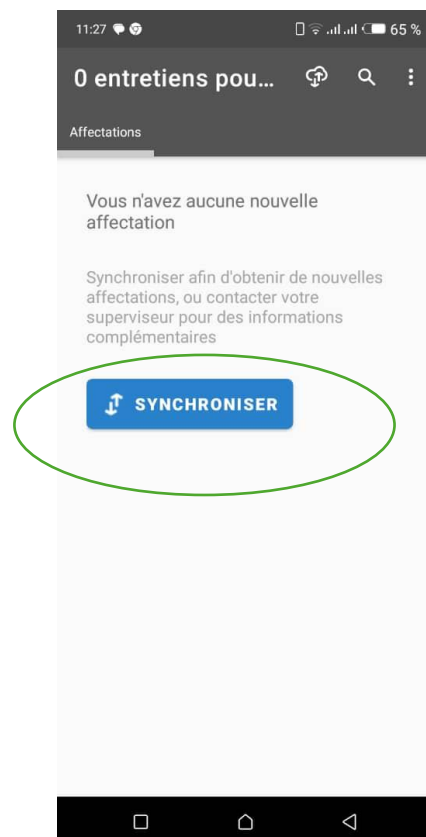 11:27 65 %
0 entretiens pou...
Affectations
Vous n'avez aucune nouvelle
affectation
Synchroniser afin d'obtenir de nouvelles
affectations, ou contacter votre
superviseur pour des informations
complémentaires
SYNCHRONISER